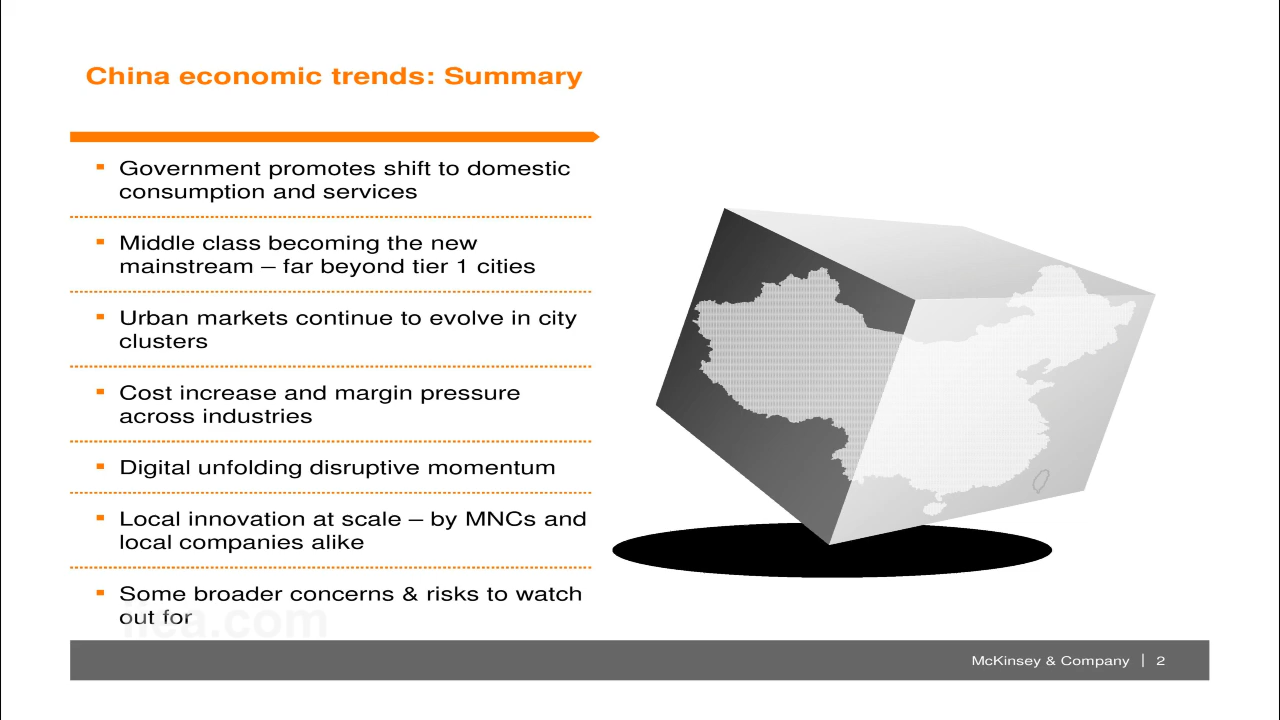 China economic trends: Summary
Government promotes shift to domestic
consumption and services
Middle class becoming the new
mainstream – far beyond tier 1 cities
Urban markets continue to evolve in city
clusters
Cost increase and margin pressure
across industries
Digital unfolding disruptive momentum
Local innovation at scale – by MNCs and
local companies alike
Some broader concerns & risks to watch
out for
McKinsey & Company | 2